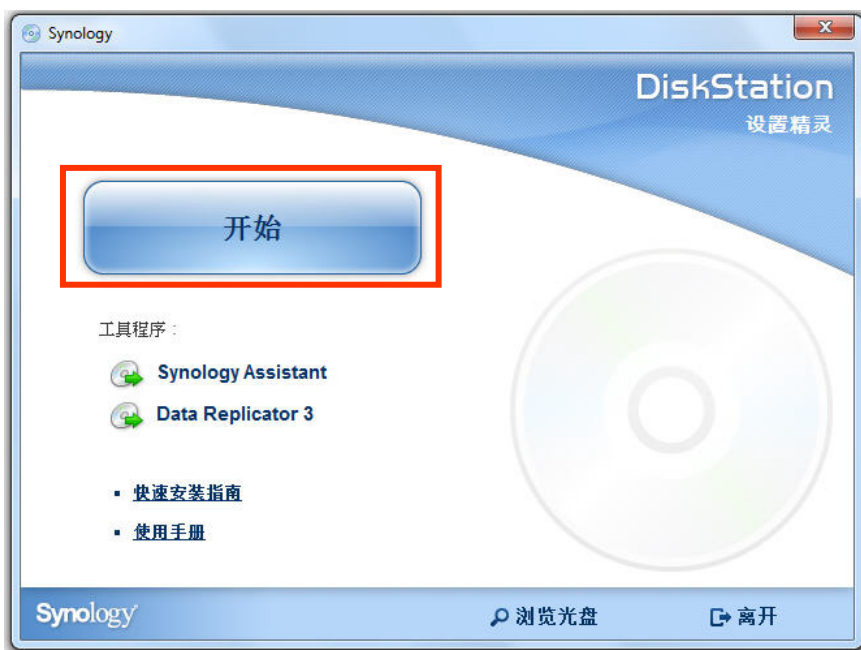 Synology
DiskStation
设置精灵
开始
工具程序：
Synology Assistant
Data Replicator 3
快速安装指南
使用手册
Synology
浏览光盘
离开